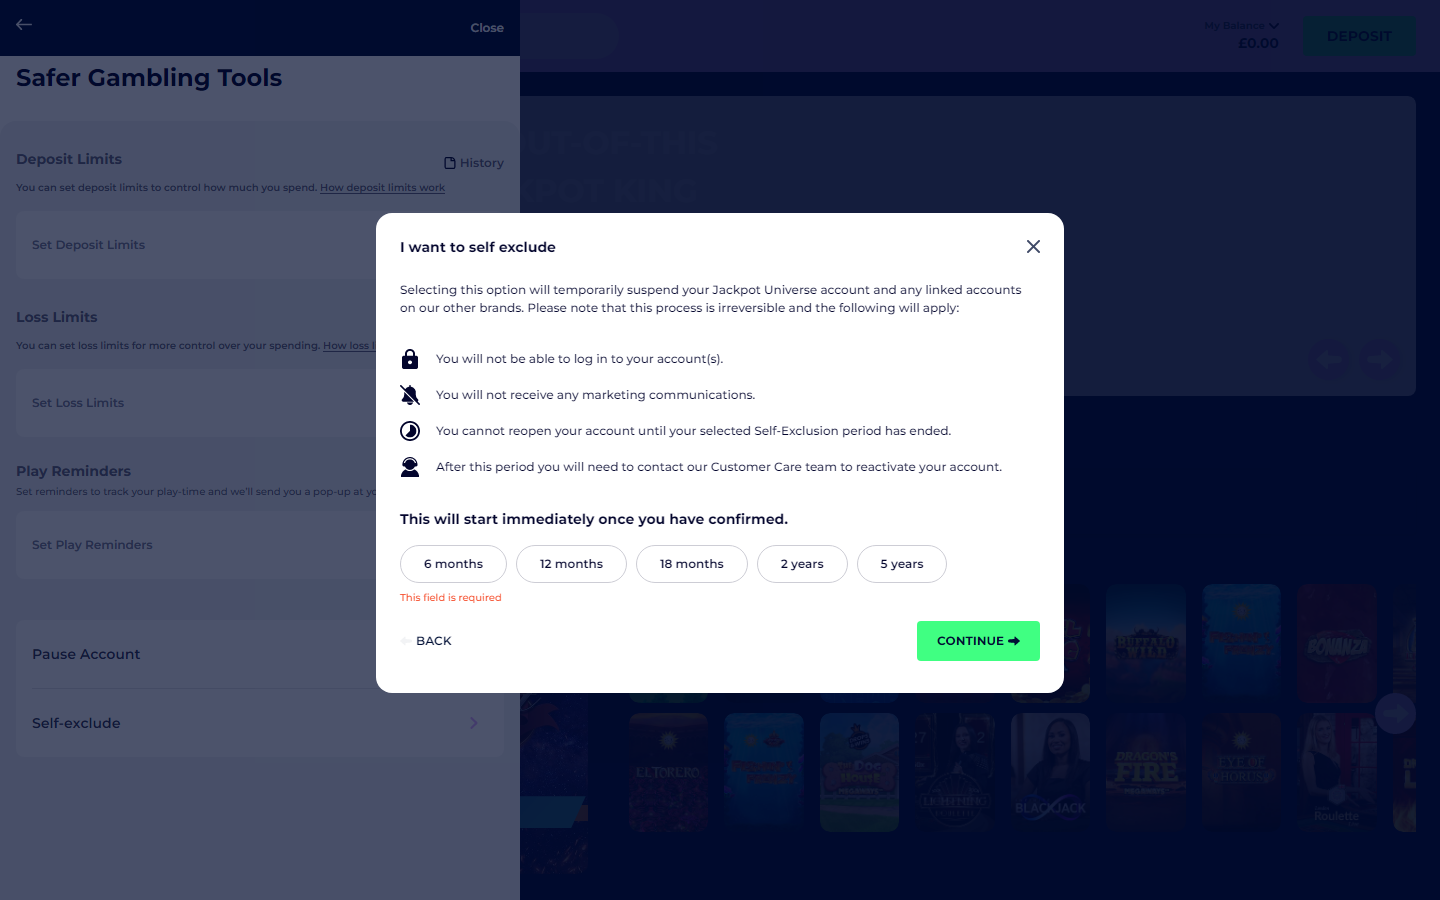 Close
My Balance
£0.00
DEPOSIT
Safer Gambling Tools
UT-OF-THIS
KPOT KING
Deposit Limits
History
You can set deposit limits to control how much you spend. How deposit limits work
Set Deposit Limits
Loss Limits
You can set loss limits for more control over your spending. How loss l
Set Loss Limits
Play Reminders
Set reminders to track your play-time and we'll send you a pop-up at yo
Set Play Reminders
Pause Account
Self-exclude
I want to self exclude
Selecting this option will temporarily suspend your Jackpot Universe account and any linked accounts
on our other brands. Please note that this process is irreversible and the following will apply:
You will not be able to log in to your account(s).
You will not receive any marketing communications.
You cannot reopen your account until your selected Self-Exclusion period has ended.
After this period you will need to contact our Customer Care team to reactivate your account.
This will start immediately once you have confirmed.
6 months
12 months
18 months
2 years
5 years
This field is required
BACK
CONTINUE
BUFFALO
WILD
BONANZA
EL TORERO
DOG
House
LIGHTNING
BLACKJACK
DRAGON'S
FIRE
EYE OF
HORUS
Roulette